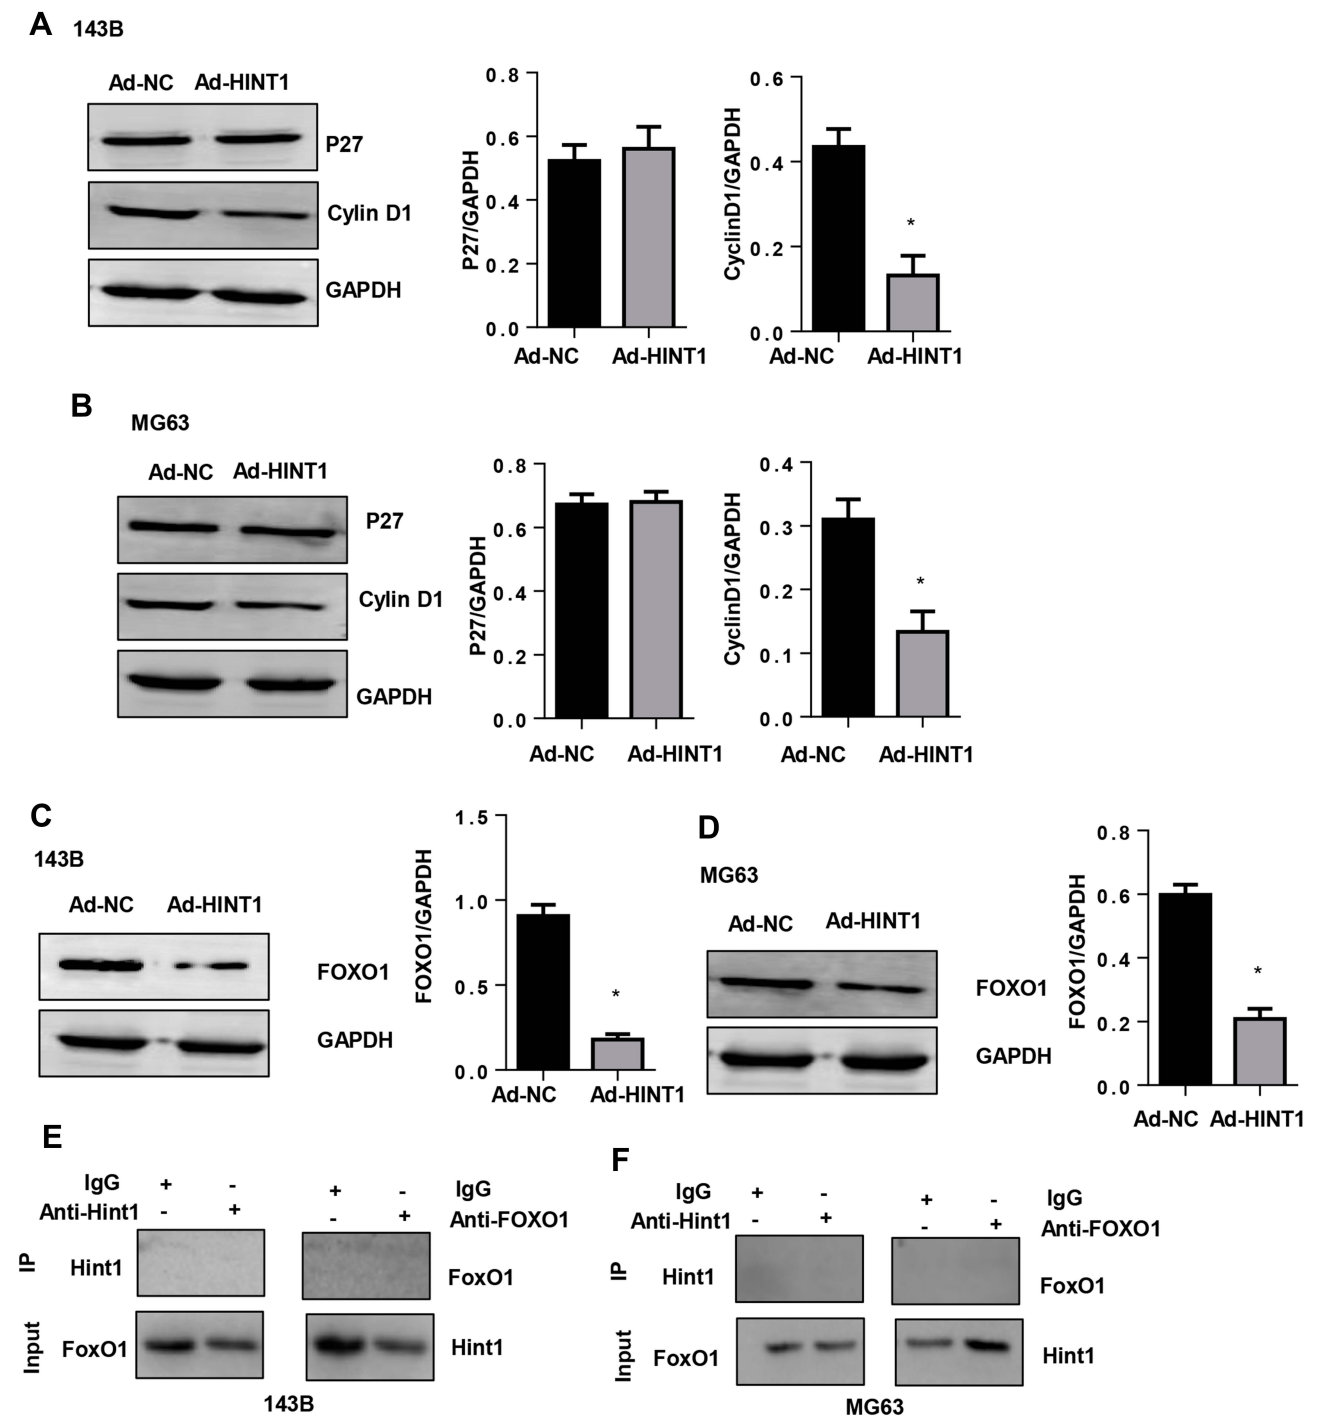 A 143B
Ad-NC Ad-HINT1
P27
Cylin D1
GAPDH
P27/GAPDH
0.8
0.6
0.4
0.2
0.0
Ad-NC Ad-HINT1
CyclinD1/GAPDH
0.6
0.4
0.2
0.0
*
Ad-NC Ad-HINT1
B
MG63
Ad-NC Ad-HINT1
P27
Cylin D1
GAPDH
P27/GAPDH
0.8
0.6
0.4
0.2
0.0
Ad-NC Ad-HINT1
CyclinD1/GAPDH
0.4
0.3
0.2
0.1
0.0
*
Ad-NC Ad-HINT1
C
143B
Ad-NC Ad-HINT1
FOXO1
GAPDH
FOXO1/GAPDH
1.5
1.0
0.5
0.0
*
Ad-NC Ad-HINT1
D
MG63
Ad-NC Ad-HINT1
FOXO1
GAPDH
FOXO1/GAPDH
0.8
0.6
0.4
0.2
0.0
*
Ad-NC Ad-HINT1
E
IgG + -
Anti-Hint1 - +
IP
Hint1
Input
FoxO1
+ - IgG
- + Anti-FOXO1
FoxO1
Hint1
143B
F
IgG + -
Anti-Hint1 - +
IP
Hint1
Input
FoxO1
+ - IgG
- + Anti-FOXO1
FoxO1
Hint1
MG63